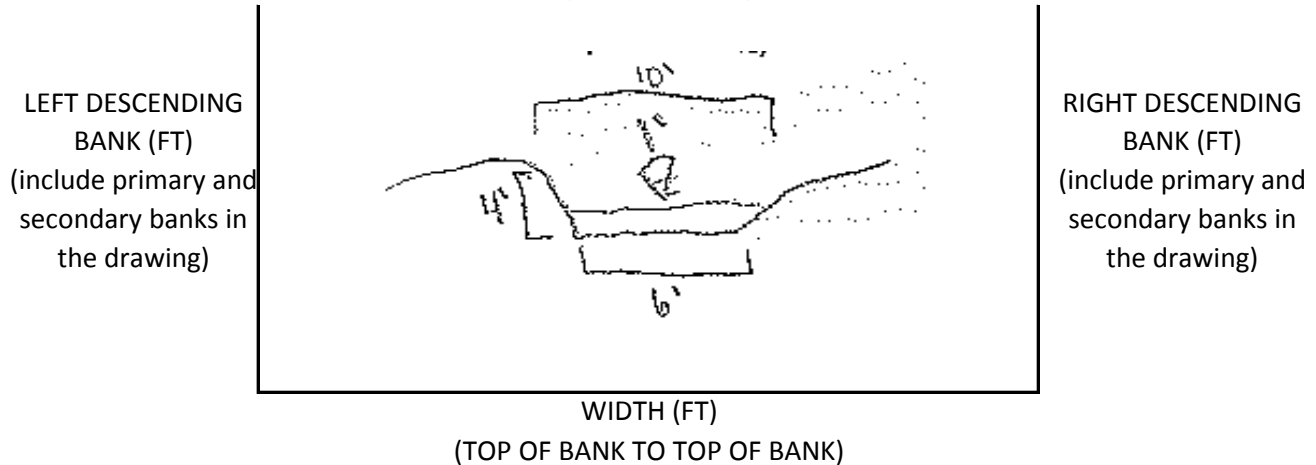 10'
LEFT DESCENDING
BANK (FT)
(include primary and
secondary banks in
the drawing)
4'
6'
RIGHT DESCENDING
BANK (FT)
(include primary and
secondary banks in
the drawing)
WIDTH (FT)
(TOP OF BANK TO TOP OF BANK)